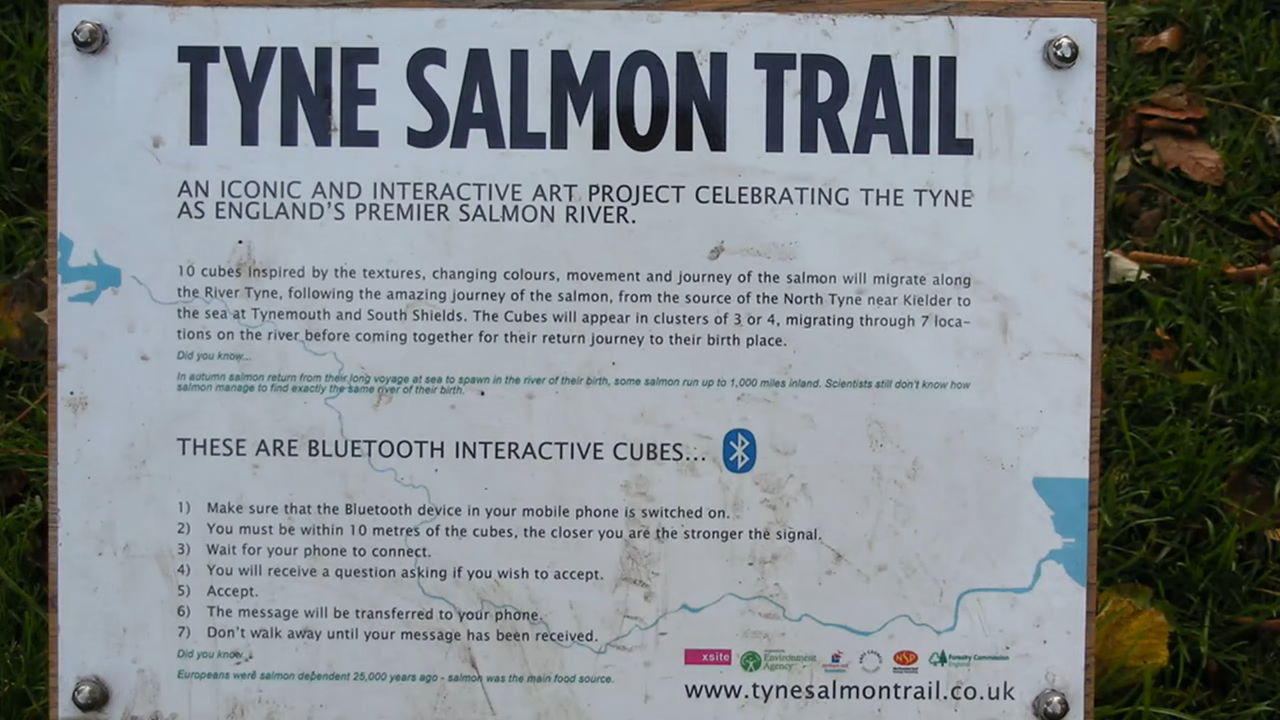 TYNE SALMON TRAIL
AN ICONIC AND INTERACTIVE ART PROJECT CELEBRATING THE TYNE
AS ENGLAND'S PREMIER SALMON RIVER.
10 cubes inspired by the textures, changing colours, movement and journey of the salmon will migrate along
the River Tyne, following the amazing journey of the salmon, from the source of the North Tyne near Kielder to
the sea at Tynemouth and South Shields. The Cubes will appear in clusters of 3 or 4, migrating through 7 loca-
tions on the river before coming together for their return journey to their birth place.
Did you know...
In autumn salmon return from their long voyage at sea to spawn in the river of their birth, some salmon run up to 1,000 miles inland. Scientists still don't know how
salmon manage to find exactly the same river of their birth.
THESE ARE BLUETOOTH INTERACTIVE CUBES...
1) Make sure that the Bluetooth device in your mobile phone is switched on.
2) You must be within 10 metres of the cubes, the closer you are the stronger the signal.
3) Wait for your phone to connect.
4) You will receive a question asking if you wish to accept.
5) Accept.
6) The message will be transferred to your phone.
7) Don't walk away until your message has been received.
Did you know...
Europeans were salmon dependent 25,000 years ago - salmon was the main food source.
xsite
Environment
Agency
NSP
Forestry Commission
England
www.tynesalmontrail.co.uk